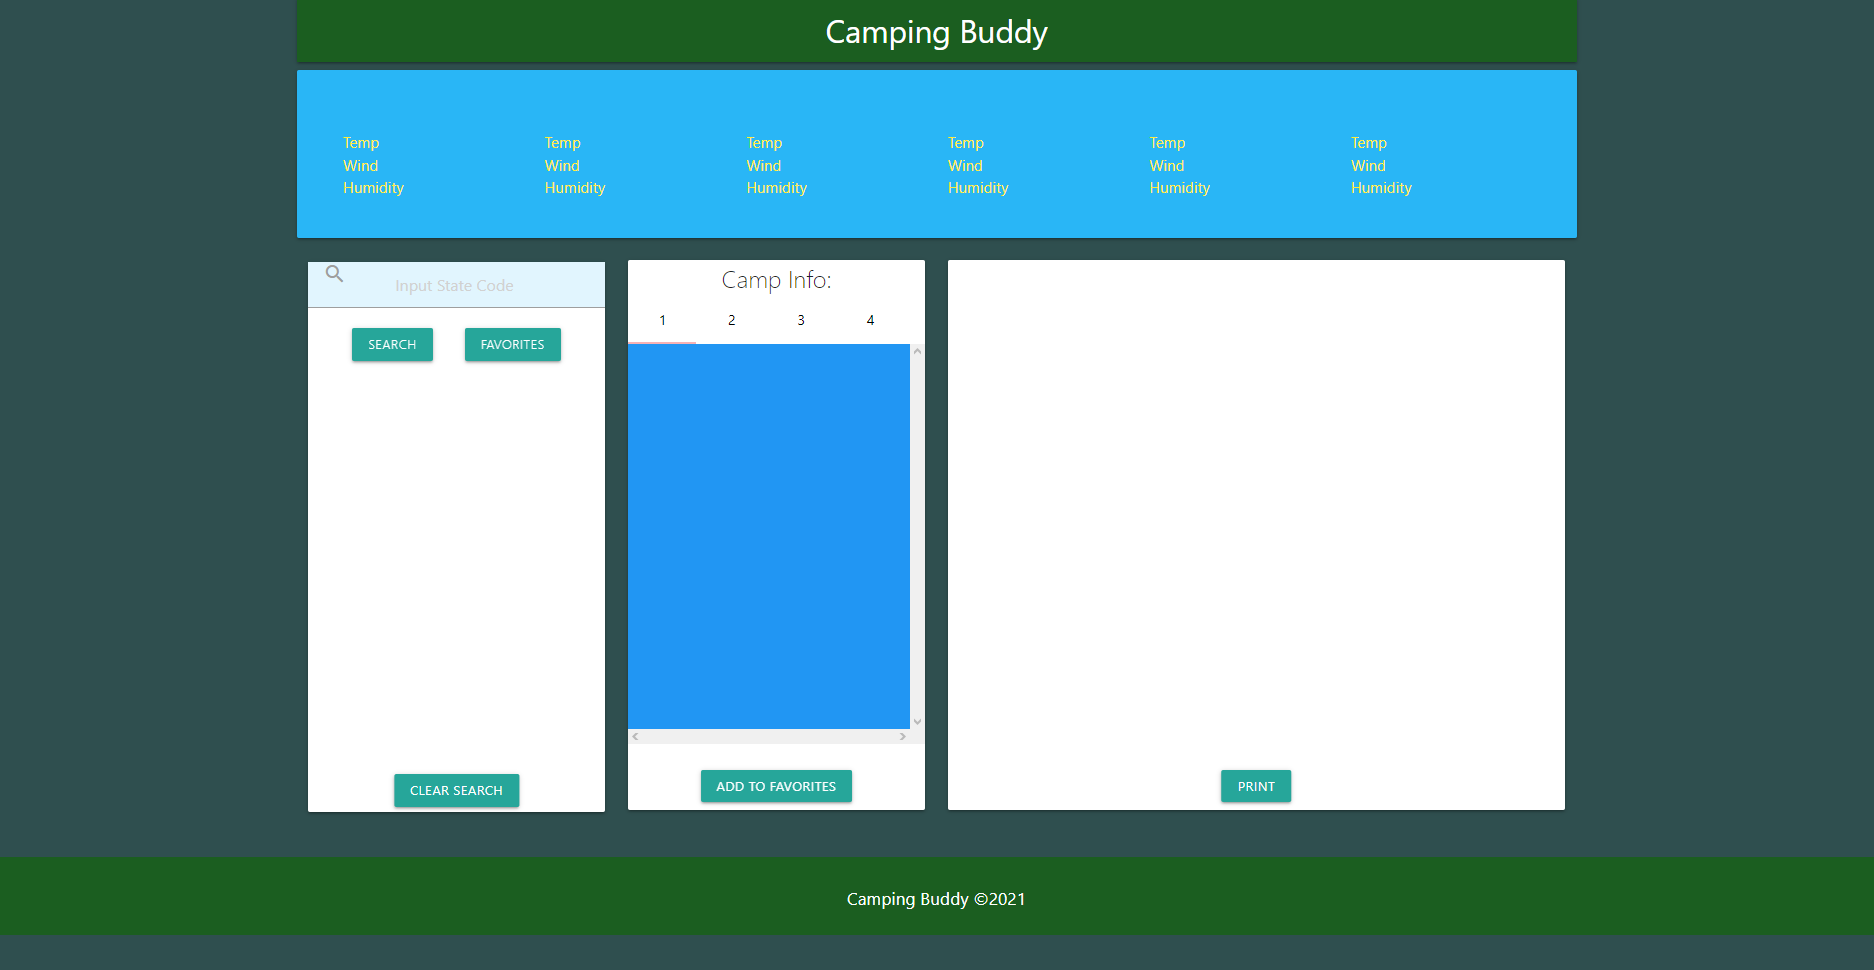 Camping Buddy
Temp Temp Temp Temp Temp Temp
Wind Wind Wind Wind Wind Wind
Humidity Humidity Humidity Humidity Humidity Humidity
Input State Code
SEARCH FAVORITES
CLEAR SEARCH
Camp Info:
1 2 3 4
ADD TO FAVORITES
PRINT
Camping Buddy ©2021